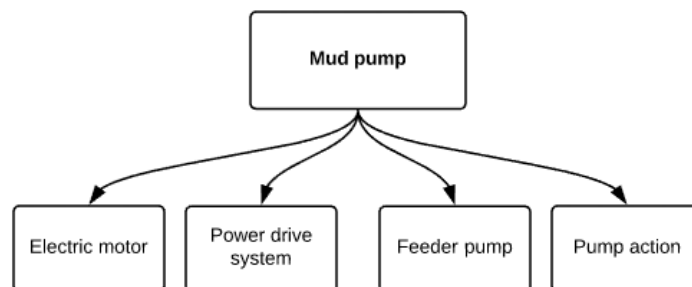 Mud pump
Electric motor
Power drive
system
Feeder pump
Pump action